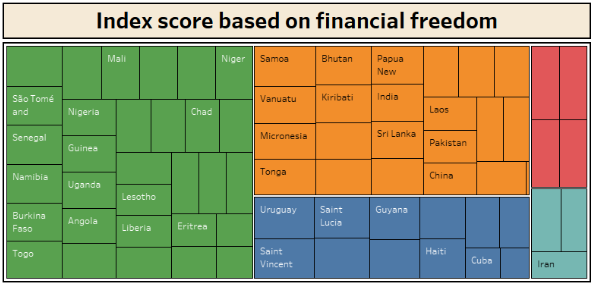 Index score based on financial freedom
Mali
Niger
São Tomé
and
Nigeria
Chad
Senegal
Guinea
Namibia
Uganda
Lesotho
Burkina
Faso
Angola
Liberia
Eritrea
Togo
Samoa
Bhutan
Papua
New
Vanuatu
Kiribati
India
Laos
Micronesia
Sri Lanka
Pakistan
Tonga
China
Uruguay
Saint
Lucia
Guyana
Saint
Vincent
Haiti
Cuba
Iran